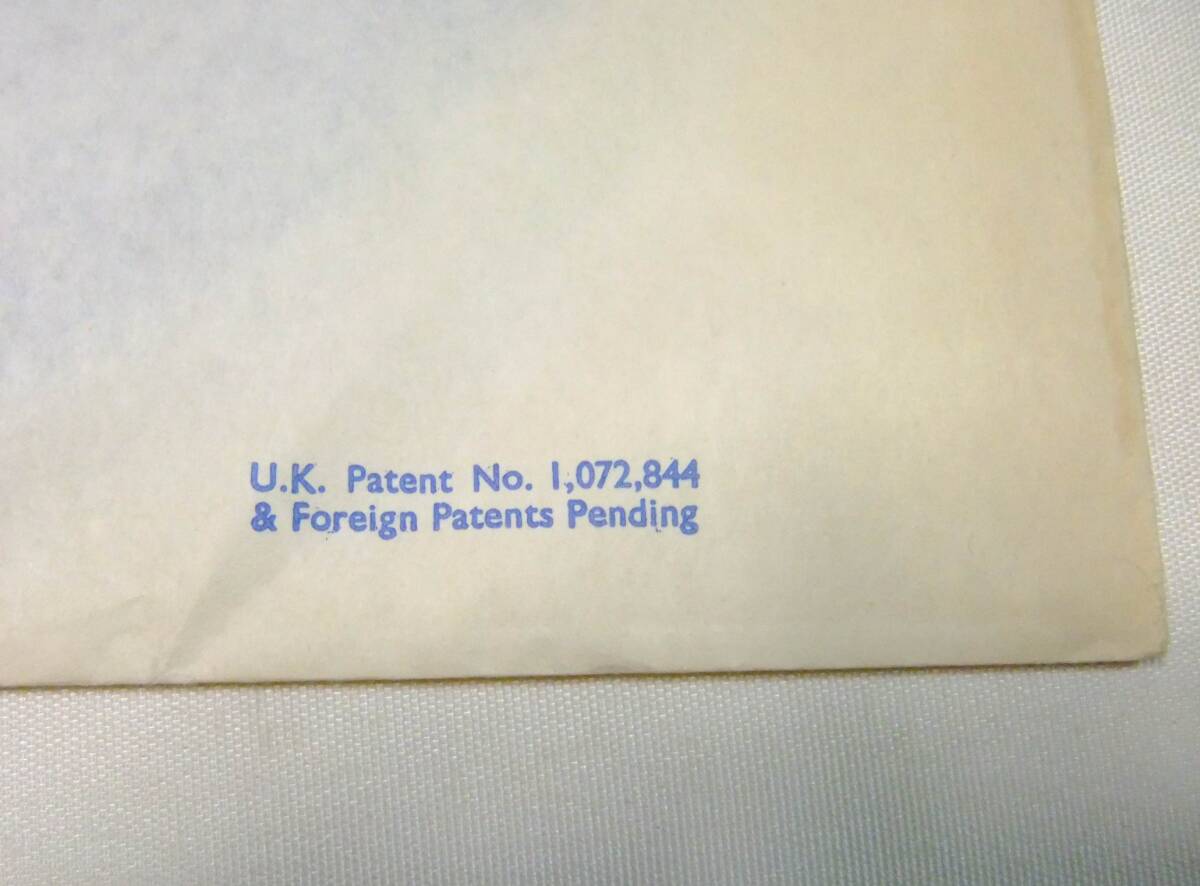 U.K. Patent No. 1,072,844
& Foreign Patents Pending